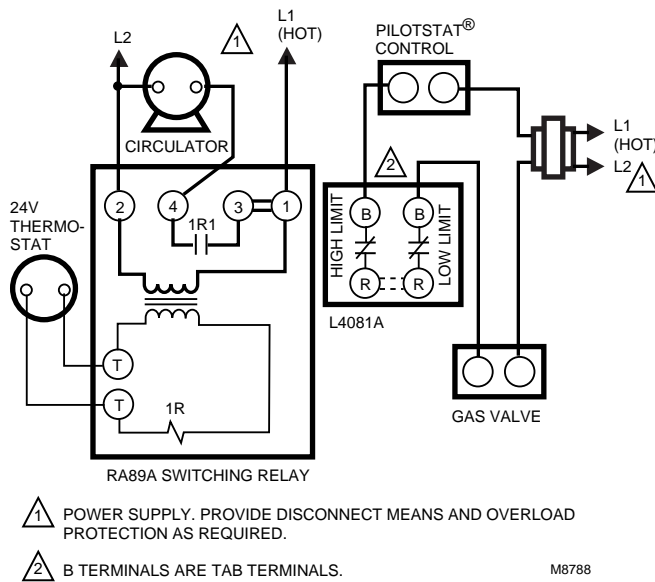 L2
1
L1
(HOT)
PILOTSTAT®
CONTROL
CIRCULATOR
L1
(HOT)
L2
1
2
24V
THERMO-
STAT
2
4
3
1
1R1
HIGH LIMIT
B
B
LOW LIMIT
R
R
L4081A
T
T
1R
GAS VALVE
RA89A SWITCHING RELAY
1 POWER SUPPLY. PROVIDE DISCONNECT MEANS AND OVERLOAD
PROTECTION AS REQUIRED.
2 B TERMINALS ARE TAB TERMINALS.
M8788